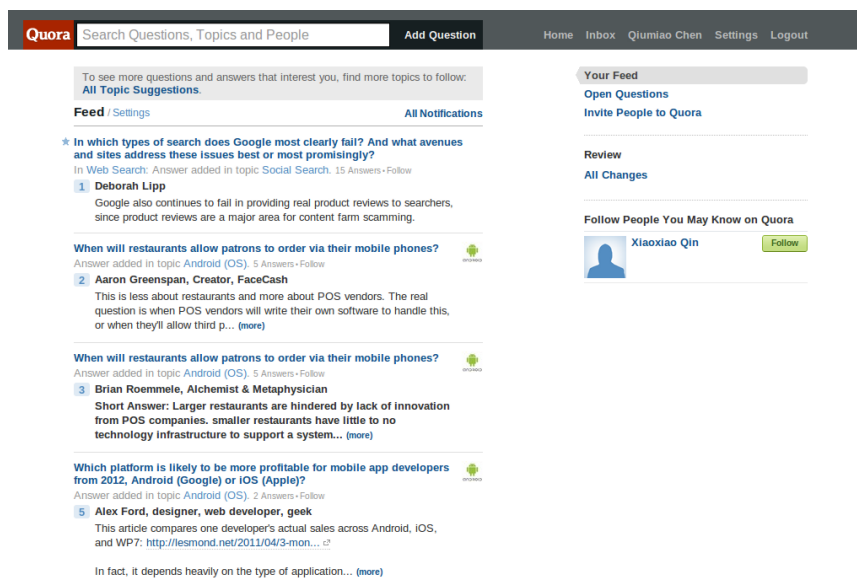 Quora Search Questions, Topics and People Add Question Home Inbox Qiumiao Chen Settings Logout
To see more questions and answers that interest you, find more topics to follow:
All Topic Suggestions.
Feed / Settings All Notifications
In which types of search does Google most clearly fail? And what avenues
and sites address these issues best or most promisingly?
In Web Search: Answer added in topic Social Search. 15 Answers • Follow
1 Deborah Lipp
Google also continues to fail in providing real product reviews to searchers,
since product reviews are a major area for content farm scamming.
When will restaurants allow patrons to order via their mobile phones?
Answer added in topic Android (OS). 5 Answers • Follow
2 Aaron Greenspan, Creator, FaceCash
This is less about restaurants and more about POS vendors. The real
question is when POS vendors will write their own software to handle this,
or when they'll allow third p... (more)
When will restaurants allow patrons to order via their mobile phones?
Answer added in topic Android (OS). 5 Answers • Follow
3 Brian Roemmele, Alchemist & Metaphysician
Short Answer: Larger restaurants are hindered by lack of innovation
from POS companies. smaller restaurants have little to no
technology infrastructure to support a system... (more)
Which platform is likely to be more profitable for mobile app developers
from 2012, Android (Google) or iOS (Apple)?
Answer added in topic Android (OS). 2 Answers • Follow
5 Alex Ford, designer, web developer, geek
This article compares one developer's actual sales across Android, iOS,
and WP7: http://lesmond.net/2011/04/3-mon...
In fact, it depends heavily on the type of application... (more)
Your Feed
Open Questions
Invite People to Quora
Review
All Changes
Follow People You May Know on Quora
Xiaoxiao Qin Follow